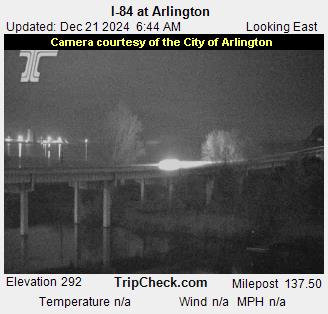 I-84 at Arlington
Updated: Dec 21 2024 6:44 AM Looking East
Camera courtesy of the City of Arlington
Elevation 292 TripCheck.com Milepost 137.50
Temperature n/a Wind n/a MPH n/a